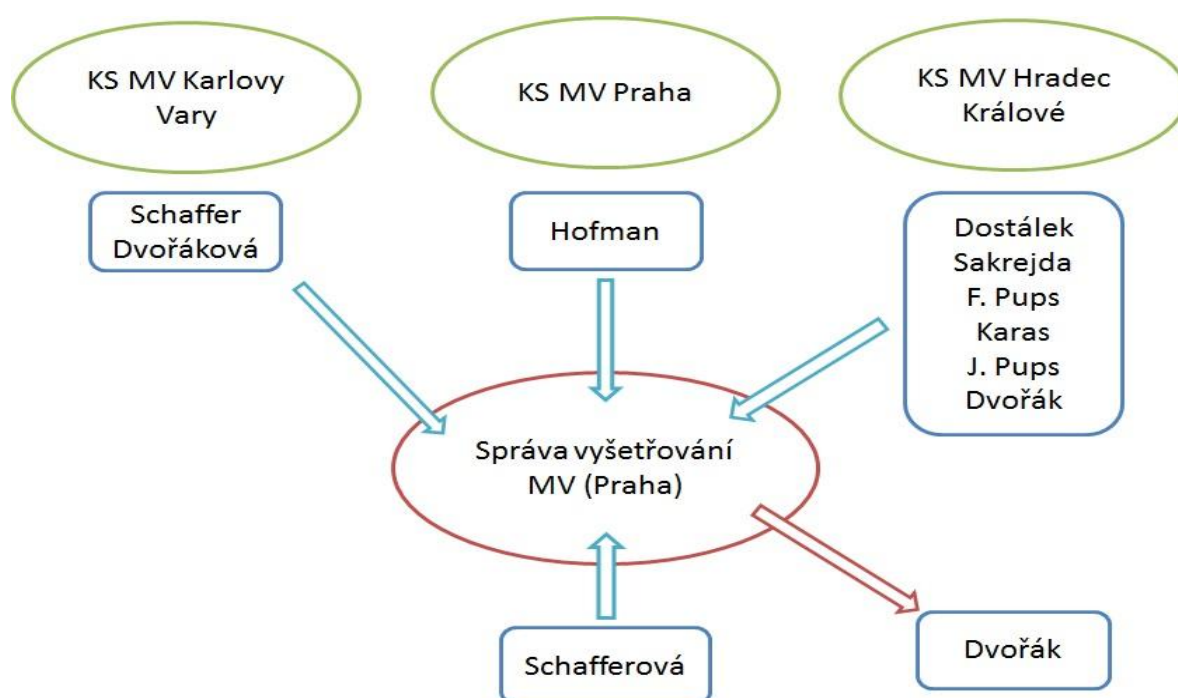 KS MV Karlovy
Vary
KS MV Praha
KS MV Hradec
Králové
Schaffer
Dvořáková
Hofman
Dostálek
Sakrejda
F. Pups
Karas
J. Pups
Dvořák
Správa vyšetřování
MV (Praha)
Schafferová
Dvořák